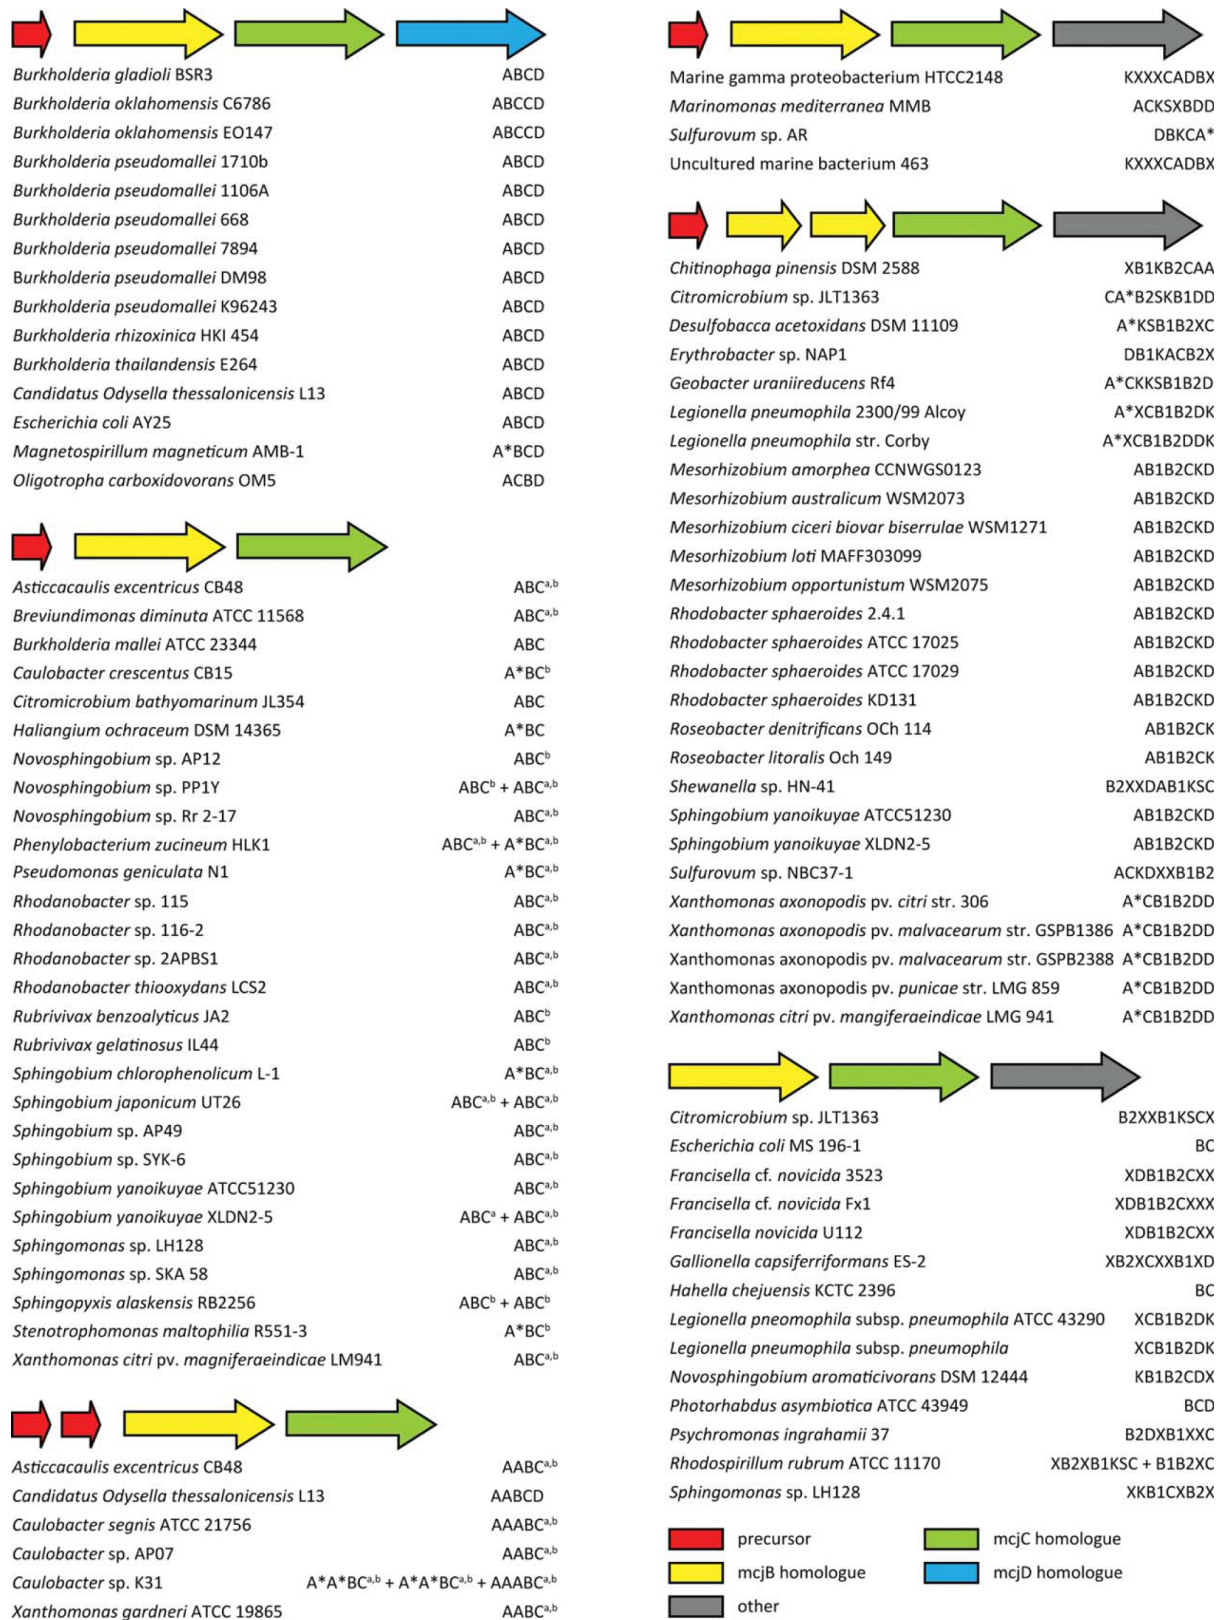 Burkholderia gladioli BSR3 ABCD
Burkholderia oklahomensis C6786 ABCCD
Burkholderia oklahomensis EO147 ABCCD
Burkholderia pseudomallei 1710b ABCD
Burkholderia pseudomallei 1106A ABCD
Burkholderia pseudomallei 668 ABCD
Burkholderia pseudomallei 7894 ABCD
Burkholderia pseudomallei DM98 ABCD
Burkholderia pseudomallei K96243 ABCD
Burkholderia rhizoxinica HKI 454 ABCD
Burkholderia thailandensis E264 ABCD
Candidatus Odysella thessalonicensis L13 ABCD
Escherichia coli AY25 ABCD
Magnetospirillum magneticum AMB-1 A*BCD
Oligotropha carboxidovorans OM5 ACBD
Asticcacaulis excentricus CB48 ABCa,b
Breviundimonas diminuta ATCC 11568 ABCa,b
Burkholderia mallei ATCC 23344 ABC
Caulobacter crescentus CB15 A*BCb
Citromicrobium bathyomarinum JL354 ABC
Haliangium ochraceum DSM 14365 A*BC
Novosphingobium sp. AP12 ABCb
Novosphingobium sp. PP1Y ABCb + ABCa,b
Novosphingobium sp. Rr 2-17 ABCa,b
Phenylobacterium zucineum HLK1 ABCa,b + A*BCa,b
Pseudomonas geniculata N1 A*BCa,b
Rhodanobacter sp. 115 ABCa,b
Rhodanobacter sp. 116-2 ABCa,b
Rhodanobacter sp. 2APBS1 ABCa,b
Rhodanobacter thiooxydans LCS2 ABCa,b
Rubrivivax benzoalyticus JA2 ABCb
Rubrivivax gelatinosus IL44 ABCb
Sphingobium chlorophenolicum L-1 A*BCa,b
Sphingobium japonicum UT26 ABCa,b + ABCa,b
Sphingobium sp. AP49 ABCa,b
Sphingobium sp. SYK-6 ABCa,b
Sphingobium yanoikuyae ATCC51230 ABCa,b
Sphingobium yanoikuyae XLDN2-5 ABCa + ABCa,b
Sphingomonas sp. LH128 ABCa,b
Sphingomonas sp. SKA 58 ABCa,b
Sphingopyxis alaskensis RB2256 ABCb + ABCb
Stenotrophomonas maltophilia R551-3 A*BCb
Xanthomonas citri pv. magniferaeindicae LM941 ABCa,b
Asticcacaulis excentricus CB48 AABCa,b
Candidatus Odysella thessalonicensis L13 AABCD
Caulobacter segnis ATCC 21756 AAABCa,b
Caulobacter sp. AP07 AABCa,b
Caulobacter sp. K31 A*A*BCa,b + A*A*BCa,b + AAABCa,b
Xanthomonas gardneri ATCC 19865 AABCa,b
Marine gamma proteobacterium HTCC2148 KXXXCADBX
Marinomonas mediterranea MMB ACKSXBDD
Sulfurovum sp. AR DBKCA*
Uncultured marine bacterium 463 KXXXCADBX
Chitinophaga pinensis DSM 2588 XB1KB2CAA
Citromicrobium sp. JLT1363 CA*B2SKB1DD
Desulfobacca acetoxidans DSM 11109 A*KSB1B2XC
Erythrobacter sp. NAP1 DB1KACB2X
Geobacter uraniireducens Rf4 A*CKKSB1B2D
Legionella pneumophila 2300/99 Alcoy A*XCB1B2DK
Legionella pneumophila str. Corby A*XCB1B2DDK
Mesorhizobium amorphea CCNWGS0123 AB1B2CKD
Mesorhizobium australicum WSM2073 AB1B2CKD
Mesorhizobium ciceri biovar biserrulae WSM1271 AB1B2CKD
Mesorhizobium loti MAFF303099 AB1B2CKD
Mesorhizobium opportunistum WSM2075 AB1B2CKD
Rhodobacter sphaeroides 2.4.1 AB1B2CKD
Rhodobacter sphaeroides ATCC 17025 AB1B2CKD
Rhodobacter sphaeroides ATCC 17029 AB1B2CKD
Rhodobacter sphaeroides KD131 AB1B2CKD
Roseobacter denitrificans OCh 114 AB1B2CK
Roseobacter litoralis Och 149 AB1B2CK
Shewanella sp. HN-41 B2XXDAB1KSC
Sphingobium yanoikuyae ATCC51230 AB1B2CKD
Sphingobium yanoikuyae XLDN2-5 AB1B2CKD
Sulfurovum sp. NBC37-1 ACKDXXB1B2
Xanthomonas axonopodis pv. citri str. 306 A*CB1B2DD
Xanthomonas axonopodis pv. malvacearum str. GSPB1386 A*CB1B2DD
Xanthomonas axonopodis pv. malvacearum str. GSPB2388 A*CB1B2DD
Xanthomonas axonopodis pv. punicae str. LMG 859 A*CB1B2DD
Xanthomonas citri pv. mangiferaeindicae LMG 941 A*CB1B2DD
Citromicrobium sp. JLT1363 B2XXB1KSCX
Escherichia coli MS 196-1 BC
Francisella cf. novicida 3523 XDB1B2CXX
Francisella cf. novicida Fx1 XDB1B2CXXX
Francisella novicida U112 XDB1B2CXX
Gallionella capsiferriformans ES-2 XB2XCXXB1XD
Hahella chejuensis KCTC 2396 BC
Legionella pneomophila subsp. pneumophila ATCC 43290 XCB1B2DK
Legionella pneumophila subsp. pneumophila XCB1B2DK
Novosphingobium aromaticivorans DSM 12444 KB1B2CDX
Photorhabdus asymbiotica ATCC 43949 BCD
Psychromonas ingrahamii 37 B2DXB1XXC
Rhodospirillum rubrum ATCC 11170 XB2XB1KSC + B1B2XC
Sphingomonas sp. LH128 XKB1CXB2X
precursor mcjC homologue
mcjB homologue mcjD homologue
other